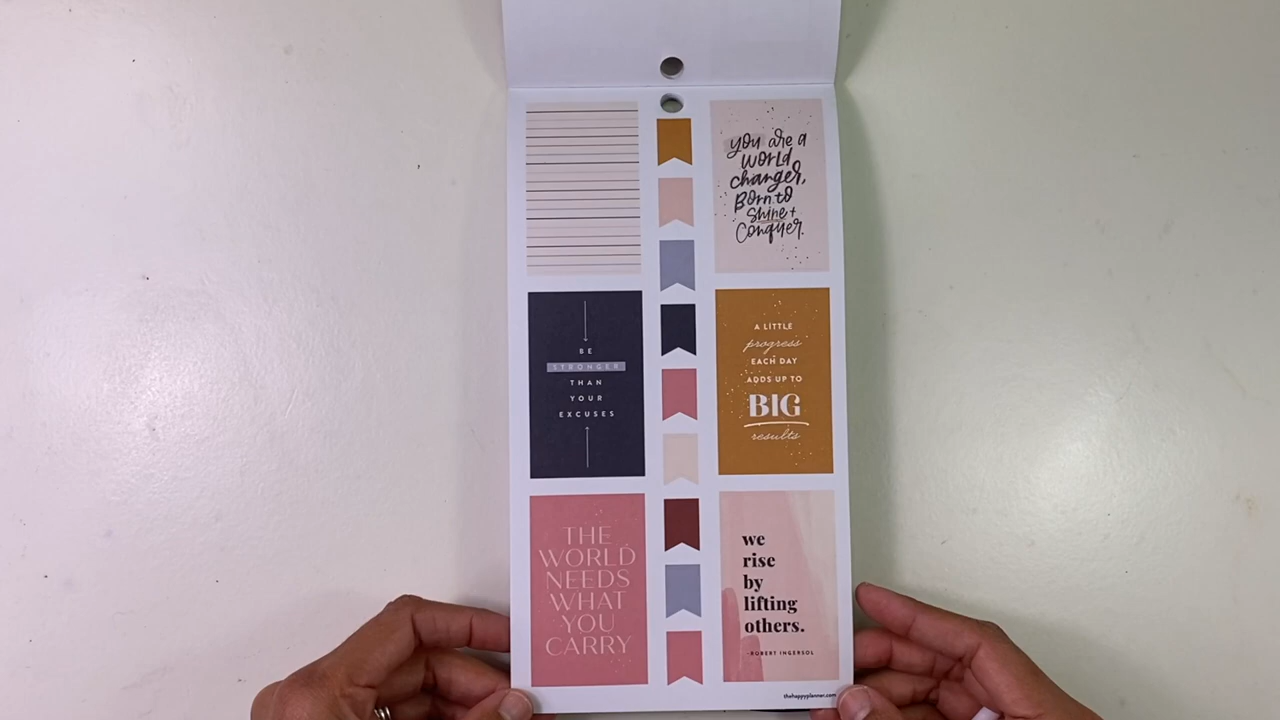 you are a
world
changer,
Born to
Shine +
Conquer.
BE
STRONGER
THAN
YOUR
EXCUSES
A LITTLE
progress
EACH DAY
ADDS UP TO
BIG
results
THE
WORLD
NEEDS
WHAT
YOU
CARRY
we
rise
by
lifting
others.
-ROBERT INGERSOL
thehappyplanner.com